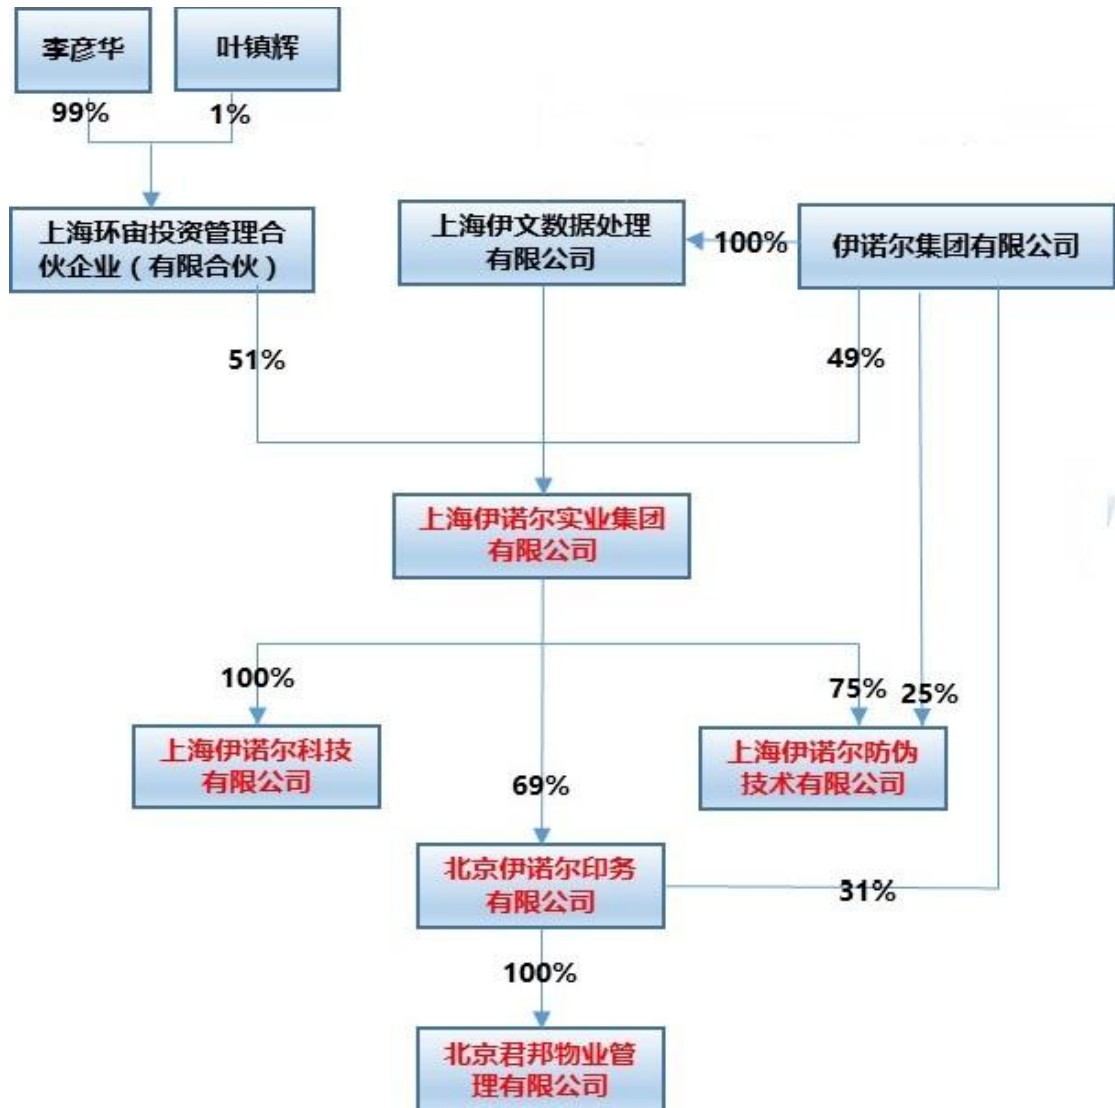 李彦华
叶镇辉
99%
1%
上海环宙投资管理合
伙企业（有限合伙）
上海伊文数据处理
有限公司
100%
伊诺尔集团有限公司
51%
49%
上海伊诺尔实业集团
有限公司
100%
75%
25%
上海伊诺尔科技
有限公司
上海伊诺尔防伪
技术有限公司
69%
北京伊诺尔印务
有限公司
31%
100%
北京君邦物业管
理有限公司